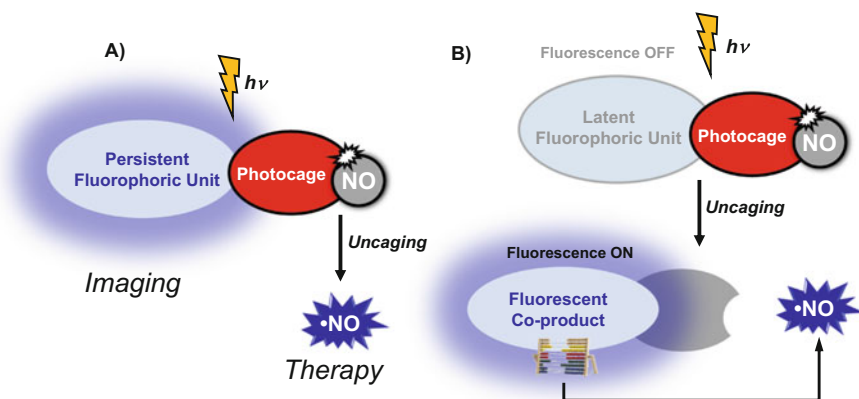 A)
hν
Persistent
Fluorophoric Unit
Photocage
NO
Uncaging
Imaging
•NO
Therapy
B)
Fluorescence OFF
hν
Latent
Fluorophoric Unit
Photocage
NO
Uncaging
Fluorescence ON
Fluorescent
Co-product
•NO